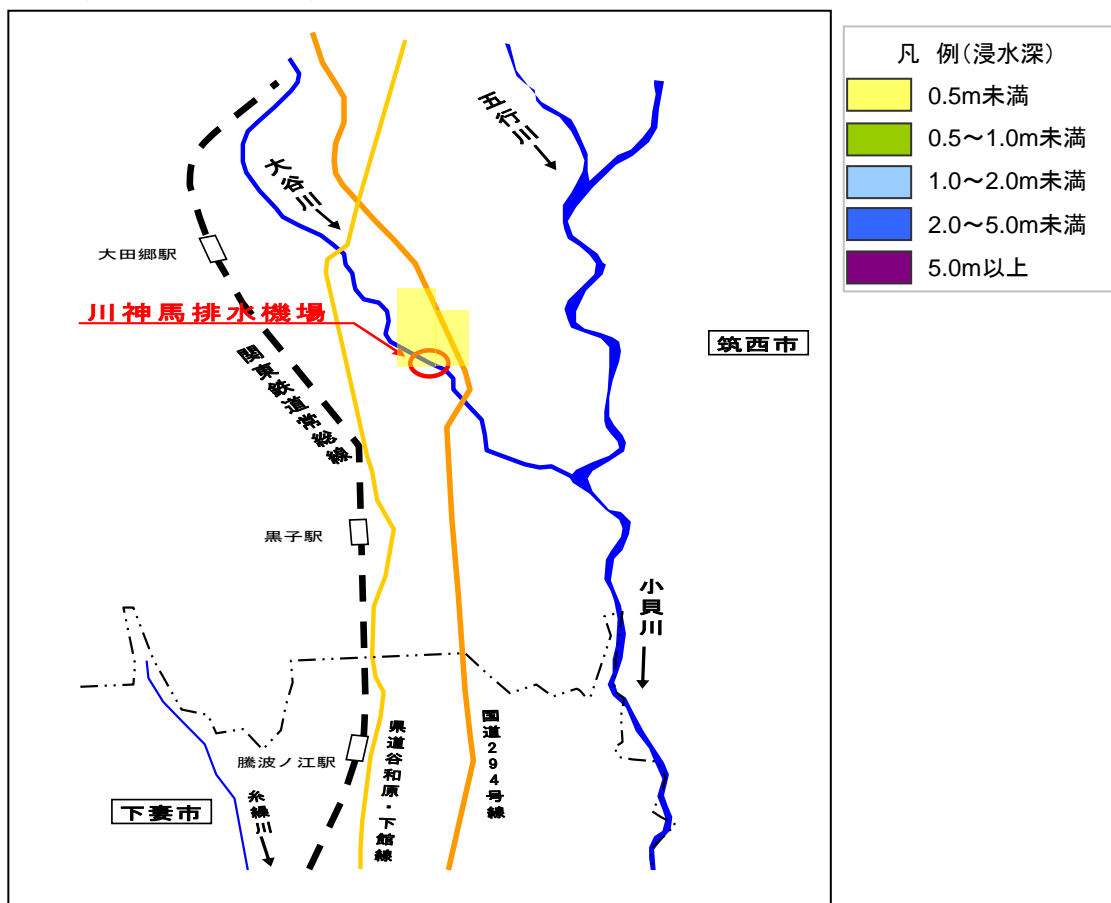 凡 例(浸水深)
0.5m未満
0.5～1.0m未満
1.0～2.0m未満
2.0～5.0m未満
5.0m以上
五行川
大谷川
大田郷駅
川神馬排水機場
筑西市
関東鉄道常総線
黒子駅
小貝川
国道294号線
県道谷和原・下館線
騰波ノ江駅
下妻市
糸繰川